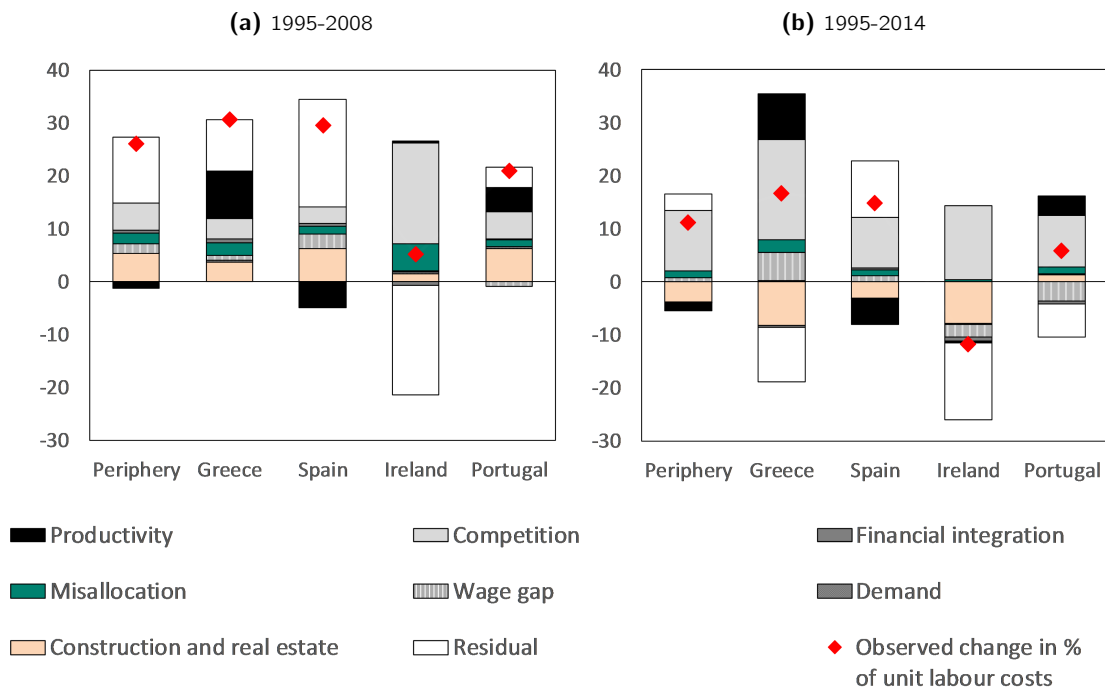 (a) 1995-2008
40
30
20
10
0
-10
-20
-30
Periphery Greece Spain Ireland Portugal
(b) 1995-2014
40
30
20
10
0
-10
-20
-30
Periphery Greece Spain Ireland Portugal
Productivity
Competition
Financial integration
Misallocation
Wage gap
Demand
Construction and real estate
Residual
Observed change in %
of unit labour costs